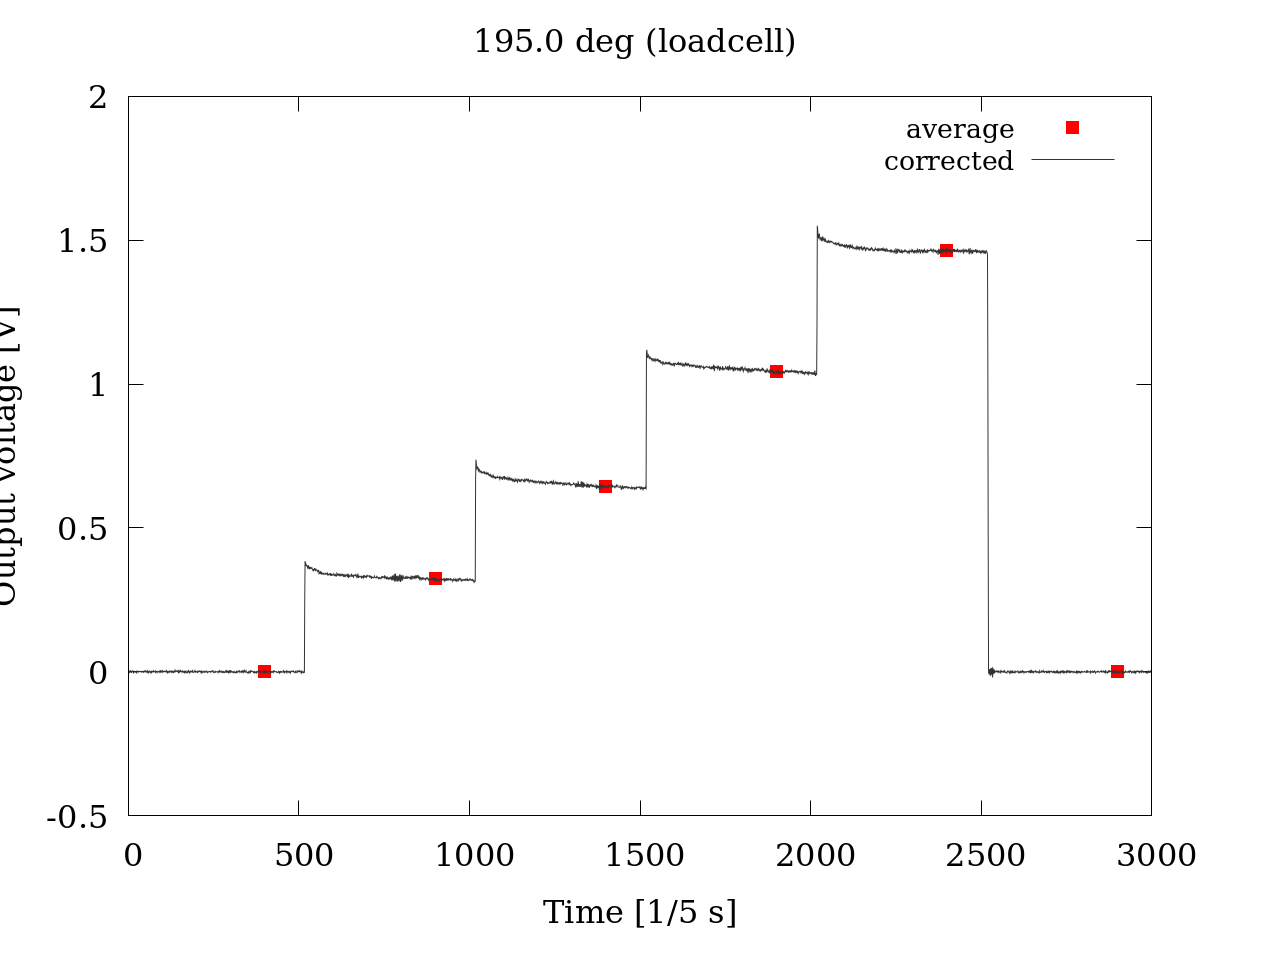 195.0 deg (loadcell)
average
corrected
2
1.5
1
0.5
0
-0.5
Output voltage [V]
0 500 1000 1500 2000 2500 3000
Time [1/5 s]